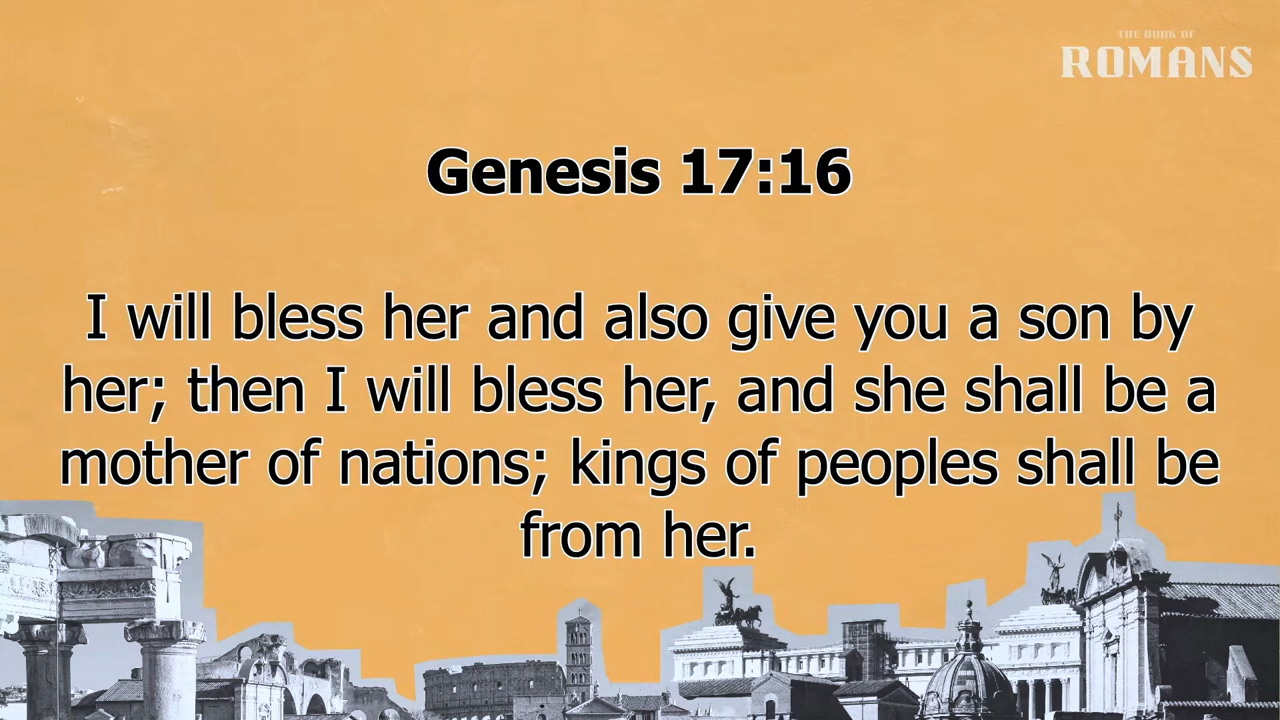 THE BOOK OF
ROMANS
Genesis 17:16
I will bless her and also give you a son by
her; then I will bless her, and she shall be a
mother of nations; kings of peoples shall be
from her.